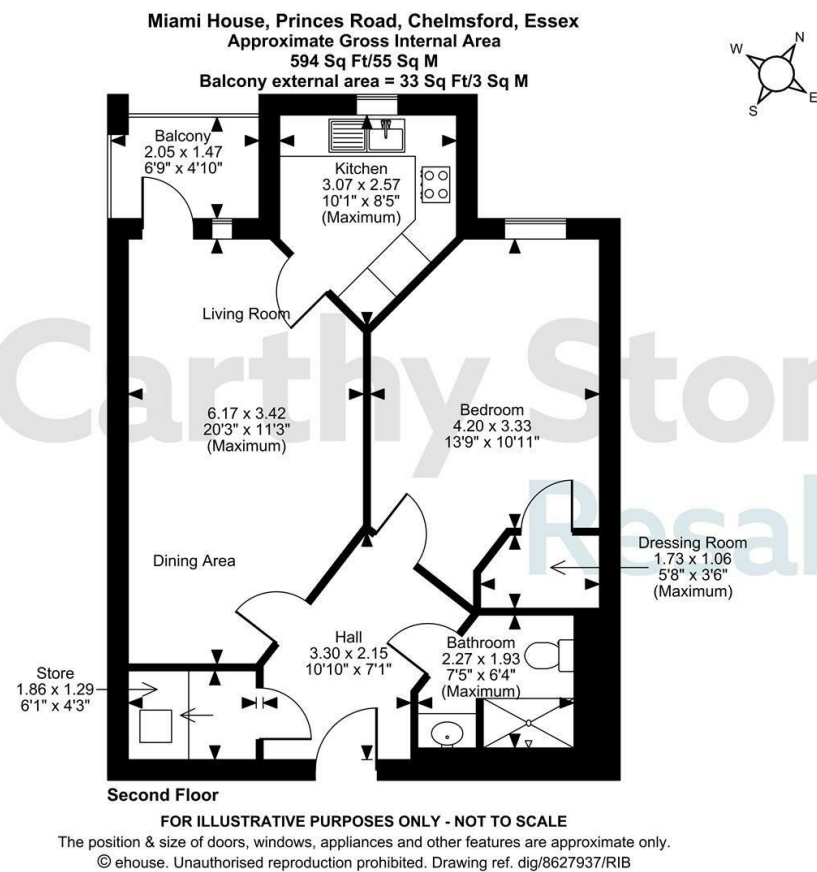 Miami House, Princes Road, Chelmsford, Essex
Approximate Gross Internal Area
594 Sq Ft/55 Sq M
Balcony external area = 33 Sq Ft/3 Sq M
N
W
E
S
Balcony
2.05 x 1.47
6'9" x 4'10"
Kitchen
3.07 x 2.57
10'1" x 8'5"
(Maximum)
Living Room
6.17 x 3.42
20'3" x 11'3"
(Maximum)
Bedroom
4.20 x 3.33
13'9" x 10'11"
Carthy Ston
Resal
Dining Area
Dressing Room
1.73 x 1.06
5'8" x 3'6"
(Maximum)
Hall
3.30 x 2.15
10'10" x 7'1"
Bathroom
2.27 x 1.93
7'5" x 6'4"
(Maximum)
Store
1.86 x 1.29
6'1" x 4'3"
Second Floor
FOR ILLUSTRATIVE PURPOSES ONLY - NOT TO SCALE
The position & size of doors, windows, appliances and other features are approximate only.
© ehouse. Unauthorised reproduction prohibited. Drawing ref. dig/8627937/RIB